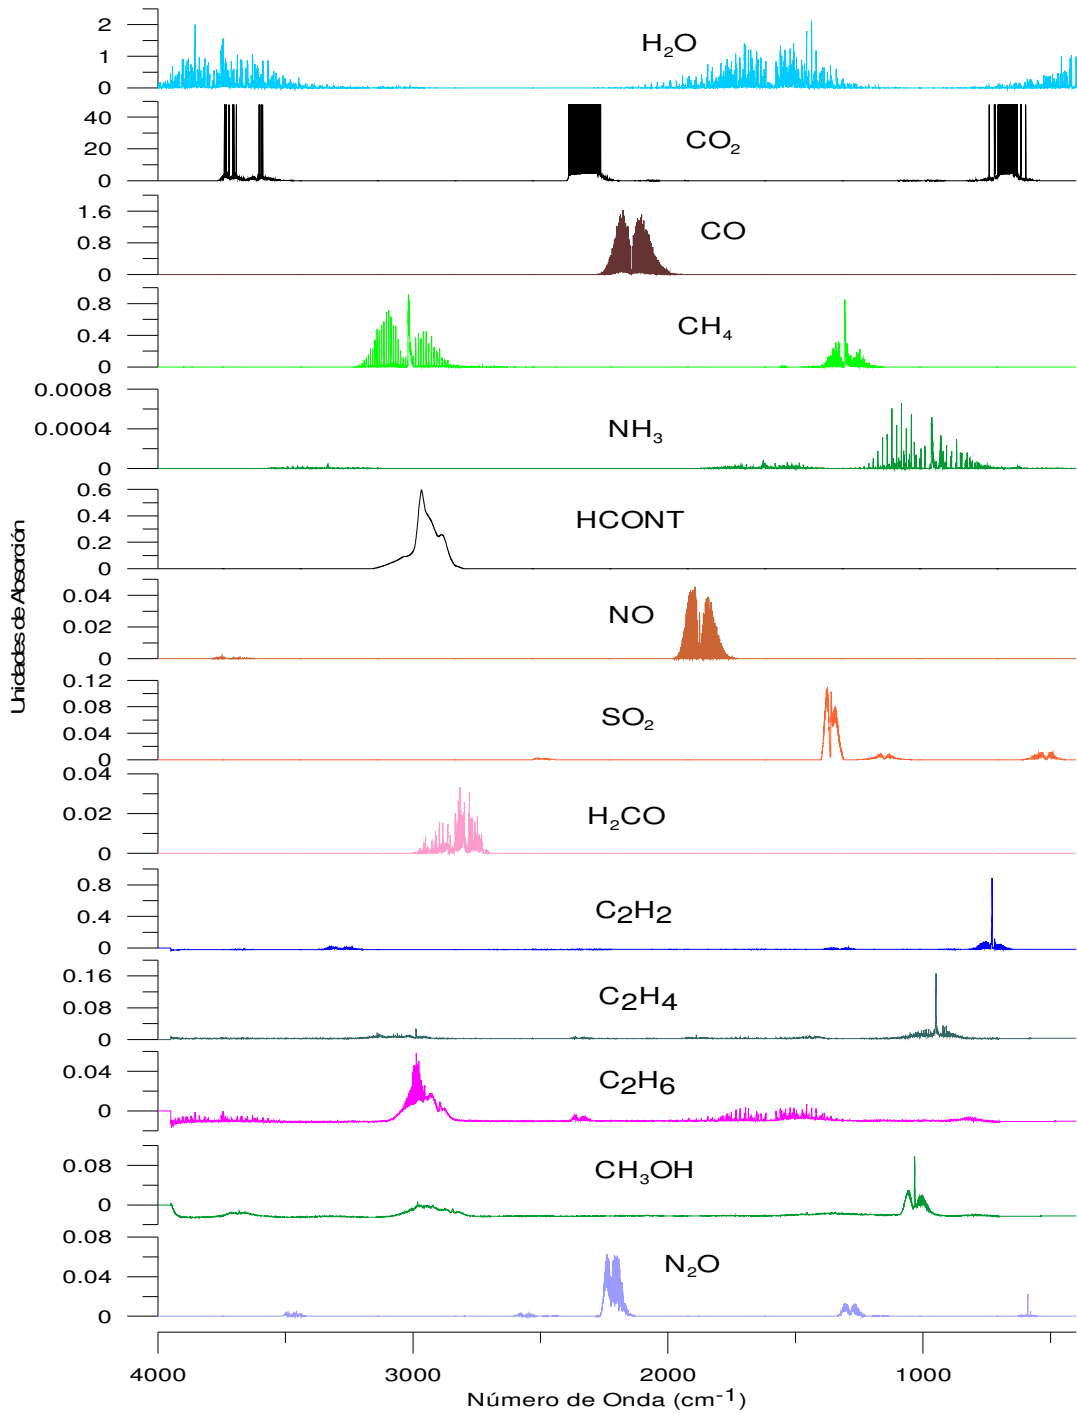 2
1
0
H₂O
40
20
0
CO₂
1.6
0.8
0
CO
0.8
0.4
0
CH₄
0.0008
0.0004
0
NH₃
0.6
0.4
0.2
0
HCONT
0.04
0.02
0
NO
0.12
0.08
0.04
0
SO₂
0.04
0.02
0
H₂CO
0.8
0.4
0
C2H2
0.16
0.08
0
C2H4
0.04
0
C2H6
0.08
0
CH₃OH
0.08
0.04
0
N₂O
Unidades de Absorción
4000 3000 2000 1000
Número de Onda (cm⁻¹)